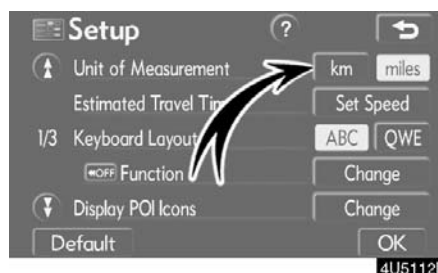 Setup ?
Unit of Measurement km miles
Estimated Travel Set Speed
1/3 Keyboard Layout ABC QWE
OFF Function Change
Display POI Icons Change
Default OK
4U5112